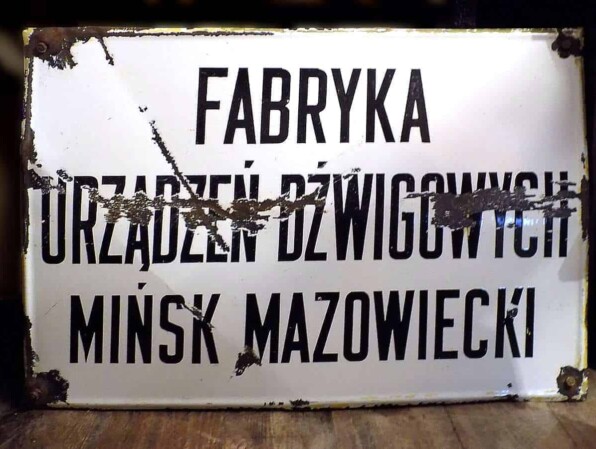 FABRYKA
URZĄDZEŃ DŹWIGOWYCH
MIŃSK MAZOWIECKI